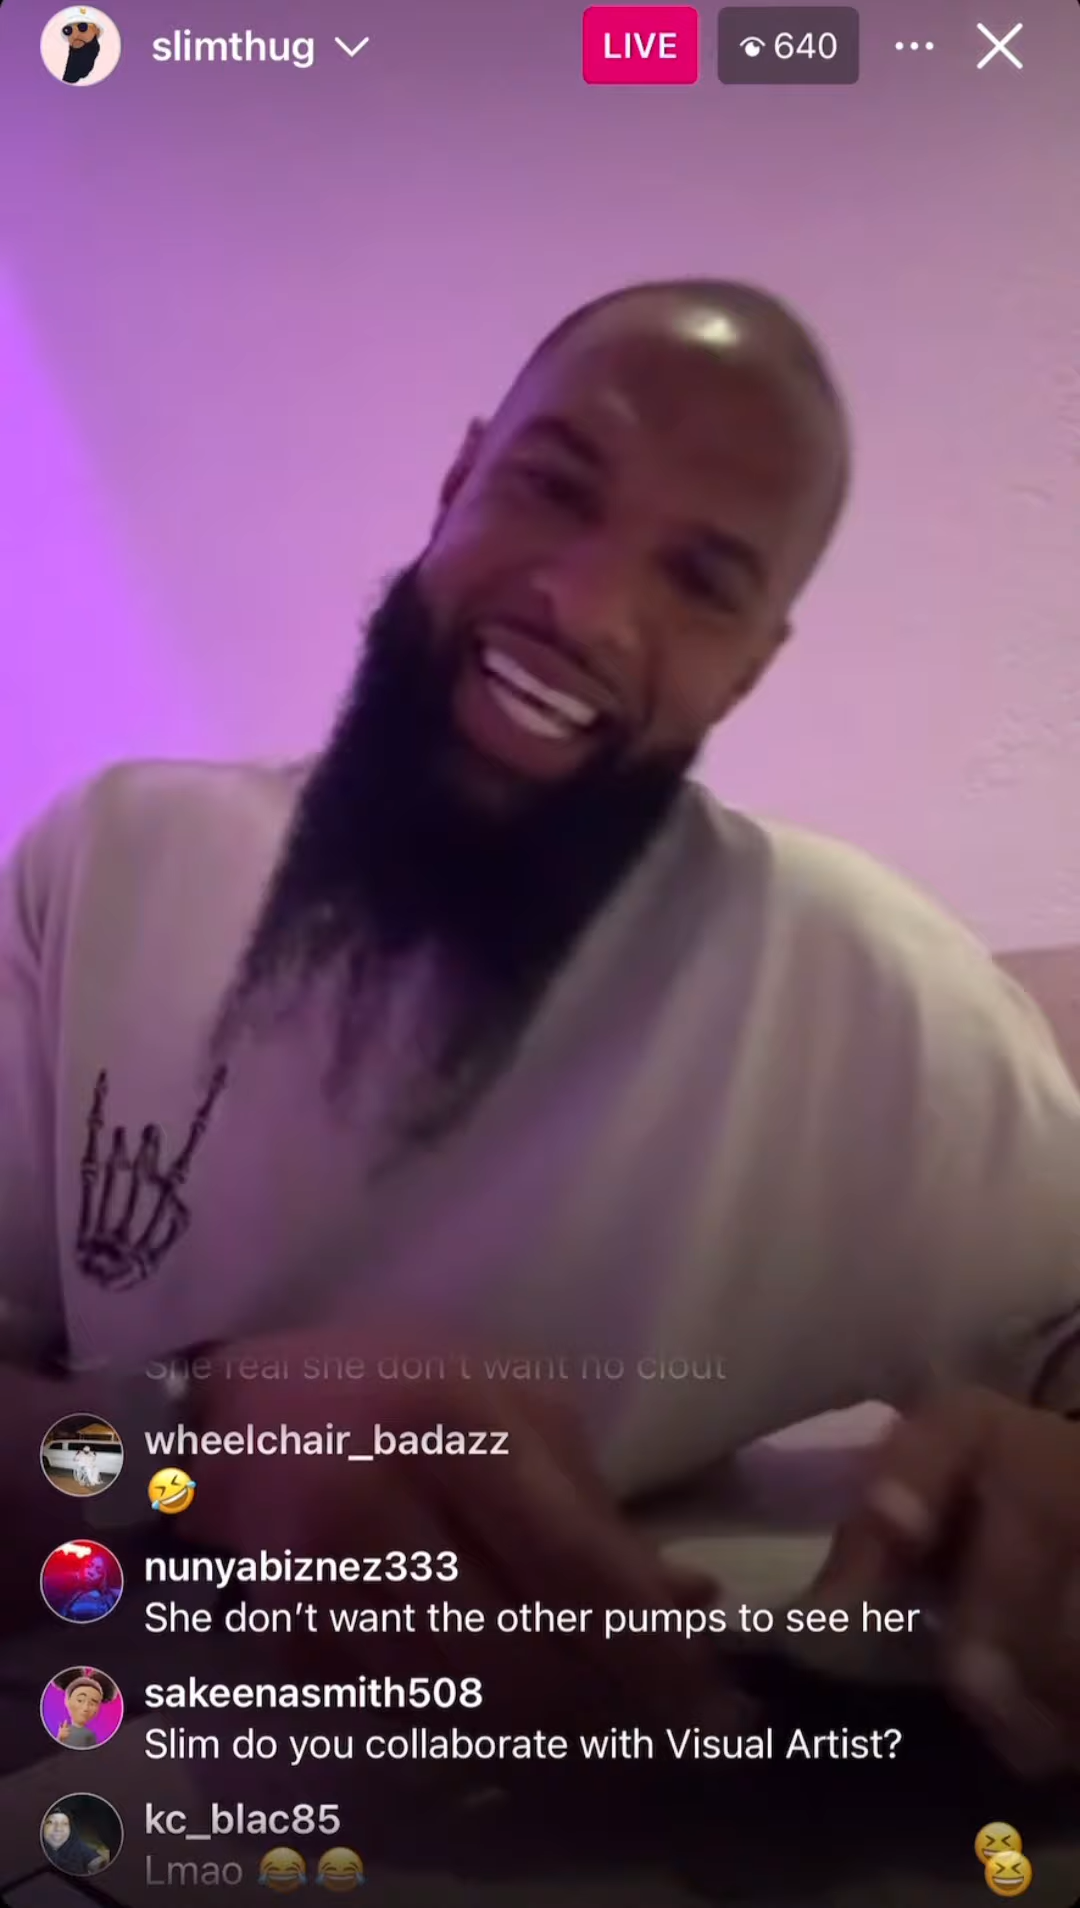 slimthug
LIVE
640
She real she don't want no clout
wheelchair_badazz
🤣
nunyabiznez333
She don't want the other pumps to see her
sakeenasmith508
Slim do you collaborate with Visual Artist?
kc_blac85
Lmao 😂😂